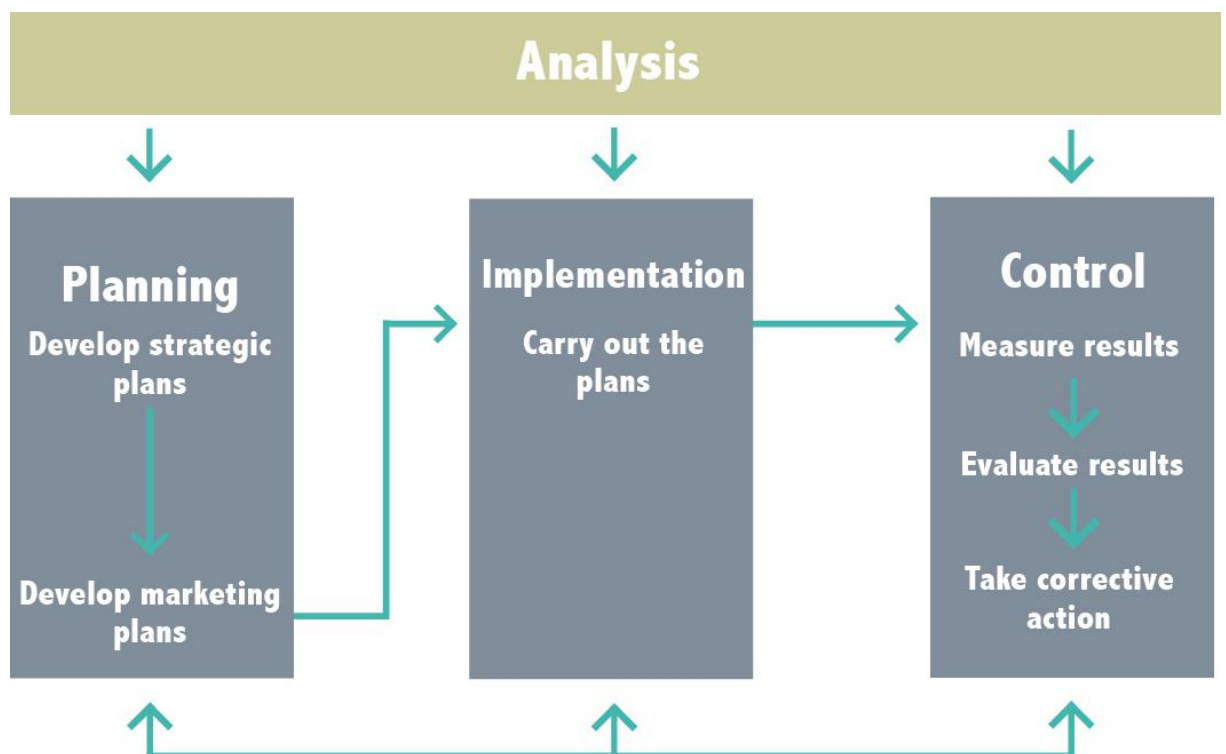 Analysis
Planning
Develop strategic
plans
Develop marketing
plans
Implementation
Carry out the
plans
Control
Measure results
Evaluate results
Take corrective
action